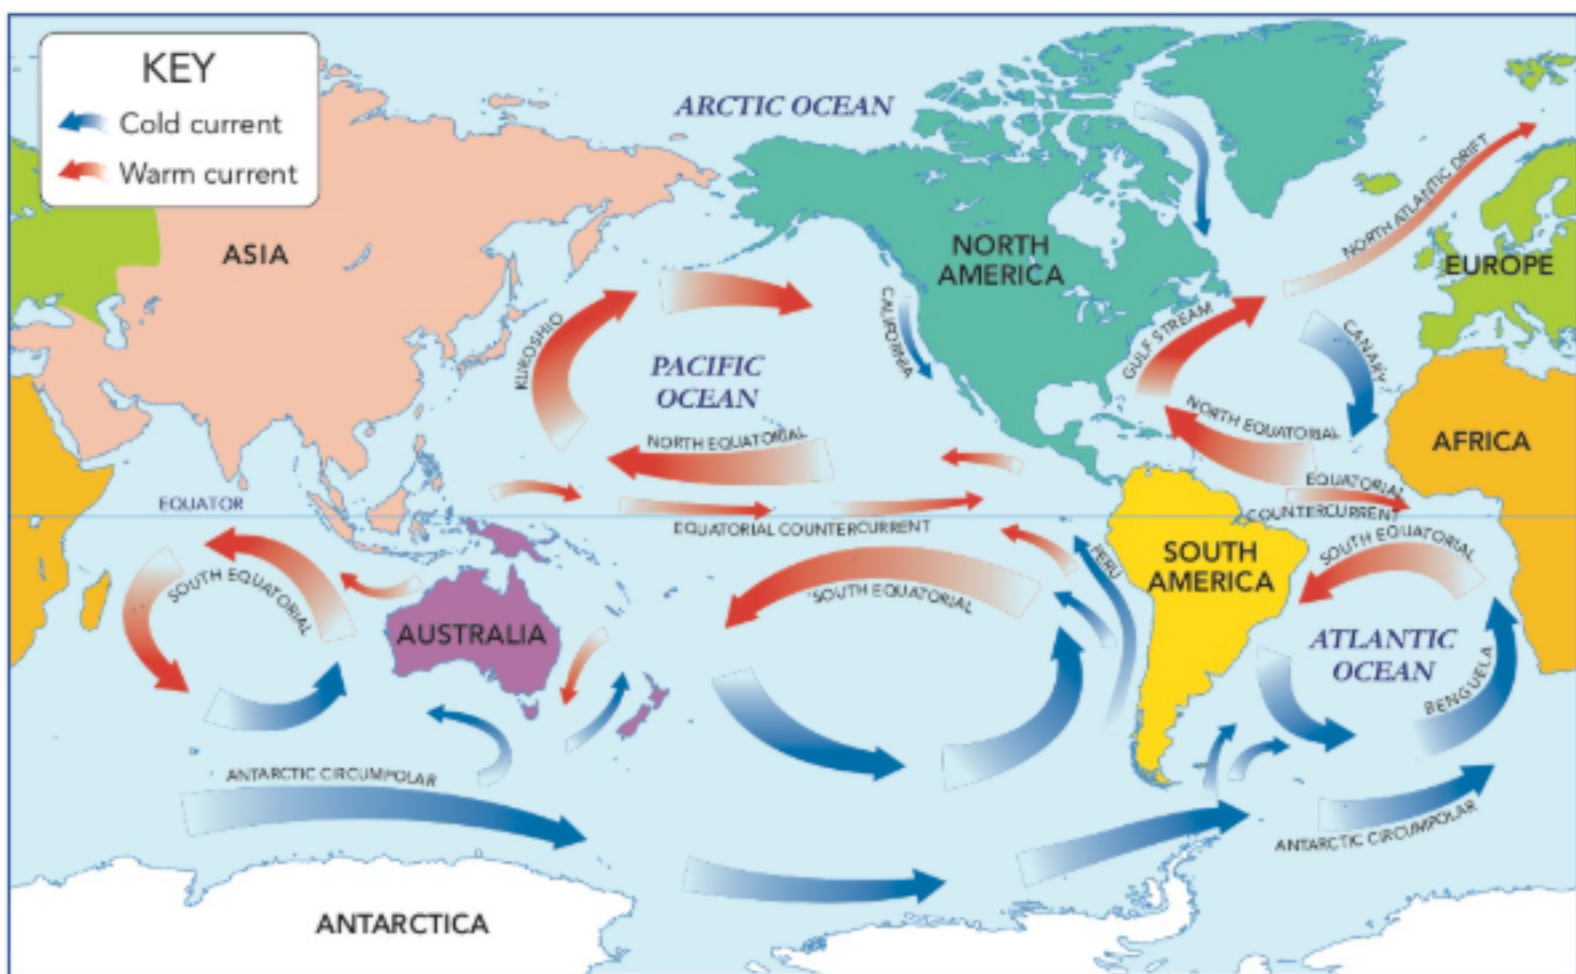 KEY
Cold current
Warm current
ARCTIC OCEAN
NORTH ATLANTIC DRIFT
ASIA
NORTH
AMERICA
EUROPE
KUROSHIO
CALIFORNIA
GULF STREAM
CANARY
PACIFIC
OCEAN
NORTH EQUATORIAL
NORTH EQUATORIAL
AFRICA
EQUATOR
EQUATORIAL
COUNTERCURRENT
EQUATORIAL COUNTERCURRENT
SOUTH EQUATORIAL
PERU
SOUTH
AMERICA
SOUTH EQUATORIAL
SOUTH EQUATORIAL
AUSTRALIA
ATLANTIC
OCEAN
BENGUELA
ANTARCTIC CIRCUMPOLAR
ANTARCTIC CIRCUMPOLAR
ANTARCTICA